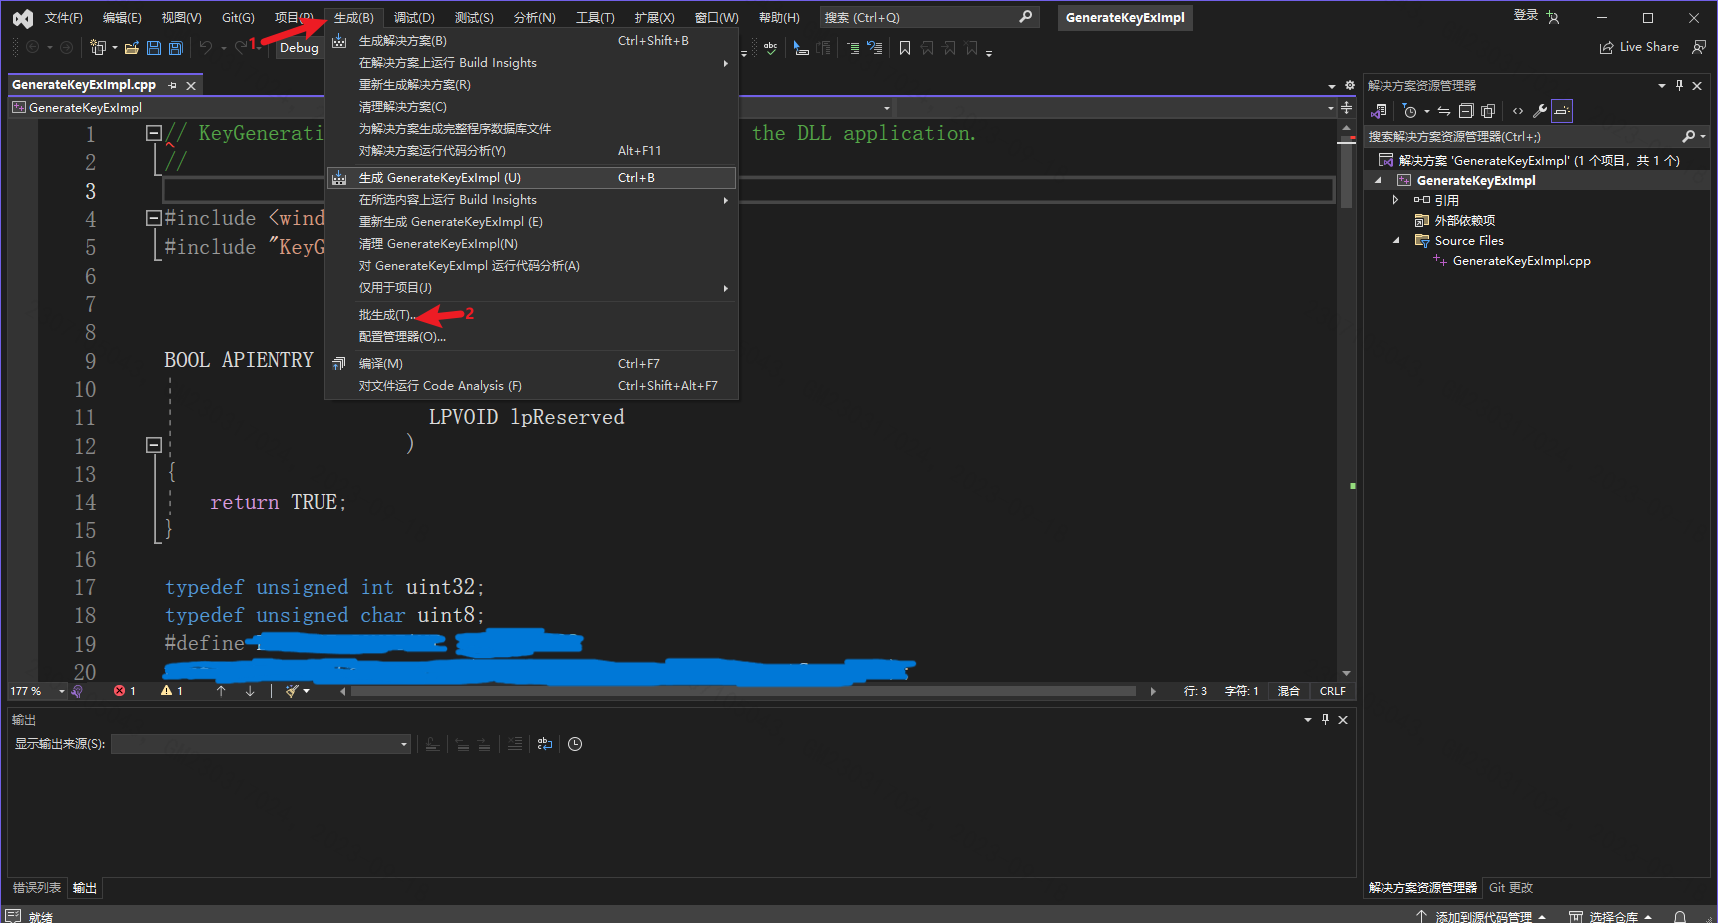 文件(F) 编辑(E) 视图(V) Git(G) 项目(P) 生成(B) 调试(D) 测试(S) 分析(N) 工具(T) 扩展(X) 窗口(W) 帮助(H) 搜索 (Ctrl+Q) GenerateKeyExImpl 登录
1
Debug
Live Share
生成解决方案(B) Ctrl+Shift+B
在解决方案上运行 Build Insights
重新生成解决方案(R)
清理解决方案(C)
为解决方案生成完整程序数据库文件
对解决方案运行代码分析(Y) Alt+F11
生成 GenerateKeyExImpl (U) Ctrl+B
在所选内容上运行 Build Insights
重新生成 GenerateKeyExImpl (E)
清理 GenerateKeyExImpl(N)
对 GenerateKeyExImpl 运行代码分析(A)
仅用于项目(J)
批生成(T)...
2
配置管理器(O)...
编译(M) Ctrl+F7
对文件运行 Code Analysis (F) Ctrl+Shift+Alt+F7
GenerateKeyExImpl.cpp
GenerateKeyExImpl
1 // KeyGenerati the DLL application.
2 //
3
4 #include <wind
5 #include "KeyG
6
7
8
9 BOOL APIENTRY
10
11 LPVOID lpReserved
12 )
13 {
14 return TRUE;
15 }
16
17 typedef unsigned int uint32;
18 typedef unsigned char uint8;
19 #define
20
177 % 1 1 行: 3 字符: 1 混合 CRLF
输出
显示输出来源(S):
错误列表 输出
解决方案资源管理器
搜索解决方案资源管理器(Ctrl+;)
解决方案 'GenerateKeyExImpl' (1 个项目, 共 1 个)
GenerateKeyExImpl
引用
外部依赖项
Source Files
GenerateKeyExImpl.cpp
解决方案资源管理器 Git 更改
就绪 添加到源代码管理 选择仓库